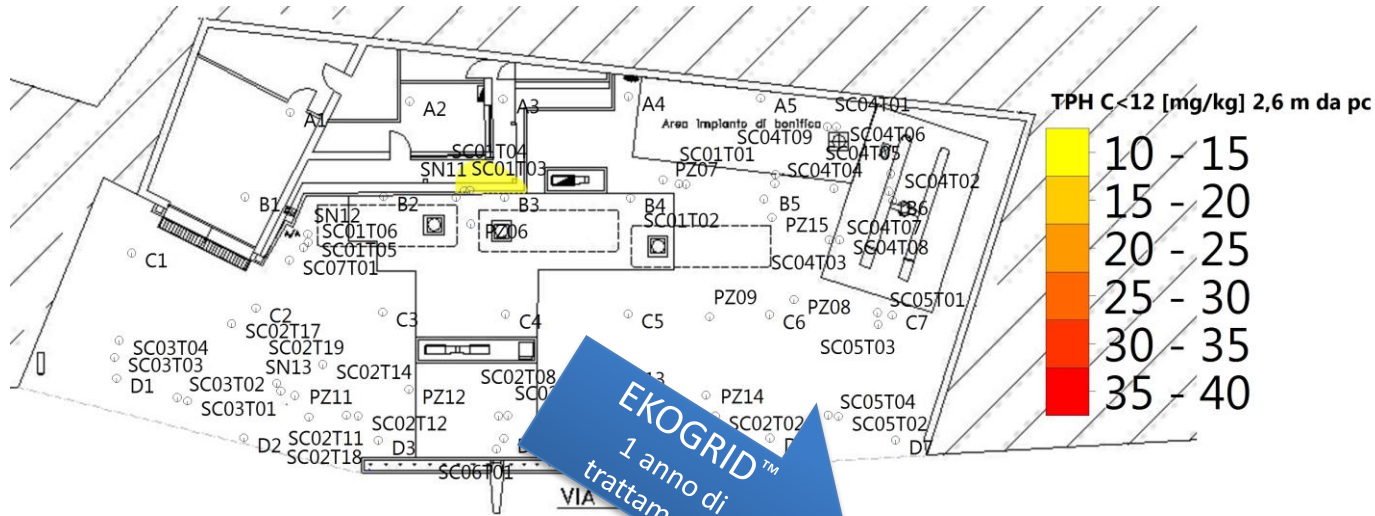 TPH C<12 [mg/kg] 2,6 m da pc
10 - 15
15 - 20
20 - 25
25 - 30
30 - 35
35 - 40
A1
A2
A3
A4
A5
SC04T01
Area impianto di bonifica
SC04T09
SC04T06
SC01T04
SC01T01
SC04T05
SN11
SC01T03
PZ07
SC04T04
SC04T02
B1
B2
B3
B4
B5
B6
SN12
SC01T02
SC01T06
PZ06
PZ15
SC04T07
SC01T05
SC04T08
C1
SC07T01
SC04T03
PZ09
PZ08
SC05T01
C2
C3
C4
C5
C6
C7
SC02T17
SC03T04
SC02T19
SC05T03
SC03T03
SN13
SC02T14
SC02T08
D1
SC03T02
PZ11
PZ12
PZ14
SC03T01
SC05T04
SC02T12
SC02T02
SC05T02
SC02T11
D2
D3
D7
SC02T18
SC06T01
VIA
EKOGRID™
1 anno di